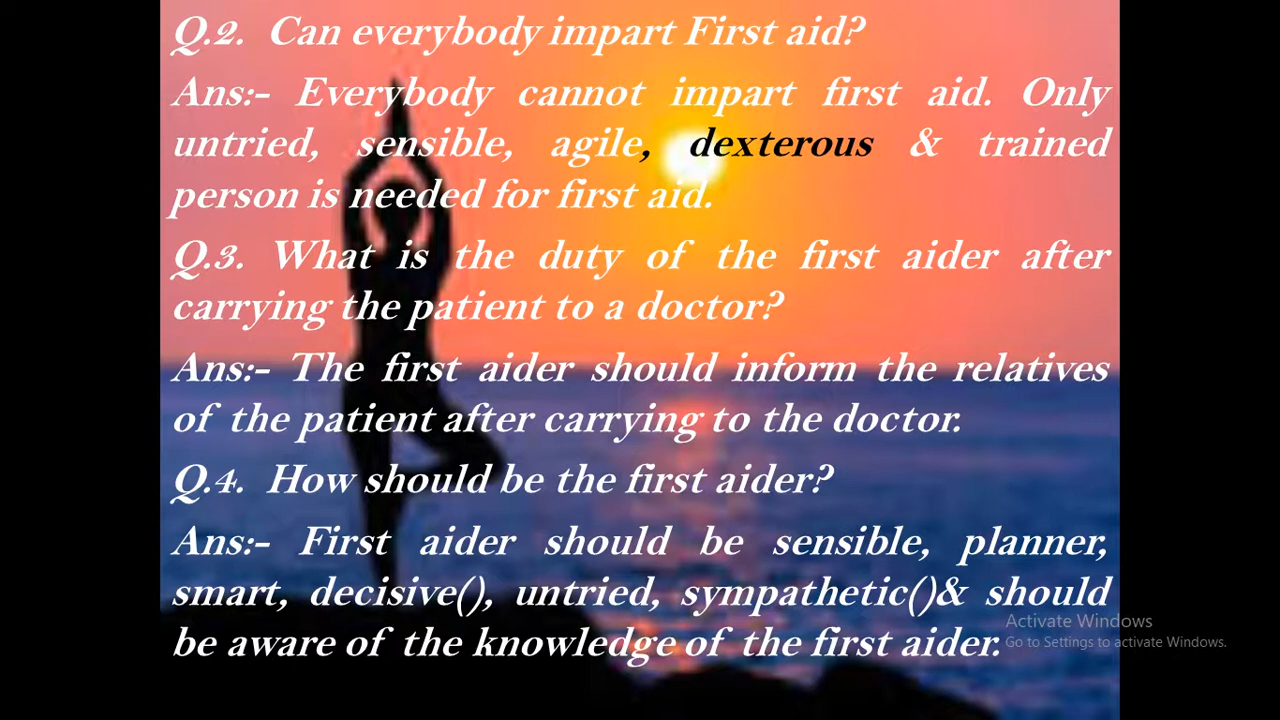 Q.2. Can everybody impart First aid?
Ans:- Everybody cannot impart first aid. Only
untried, sensible, agile, dexterous & trained
person is needed for first aid.
Q.3. What is the duty of the first aider after
carrying the patient to a doctor?
Ans:- The first aider should inform the relatives
of the patient after carrying to the doctor.
Q.4. How should be the first aider?
Ans:- First aider should be sensible, planner,
smart, decisive(), untried, sympathetic()& should
be aware of the knowledge of the first aider.
Activate Windows
Go to Settings to activate Windows.